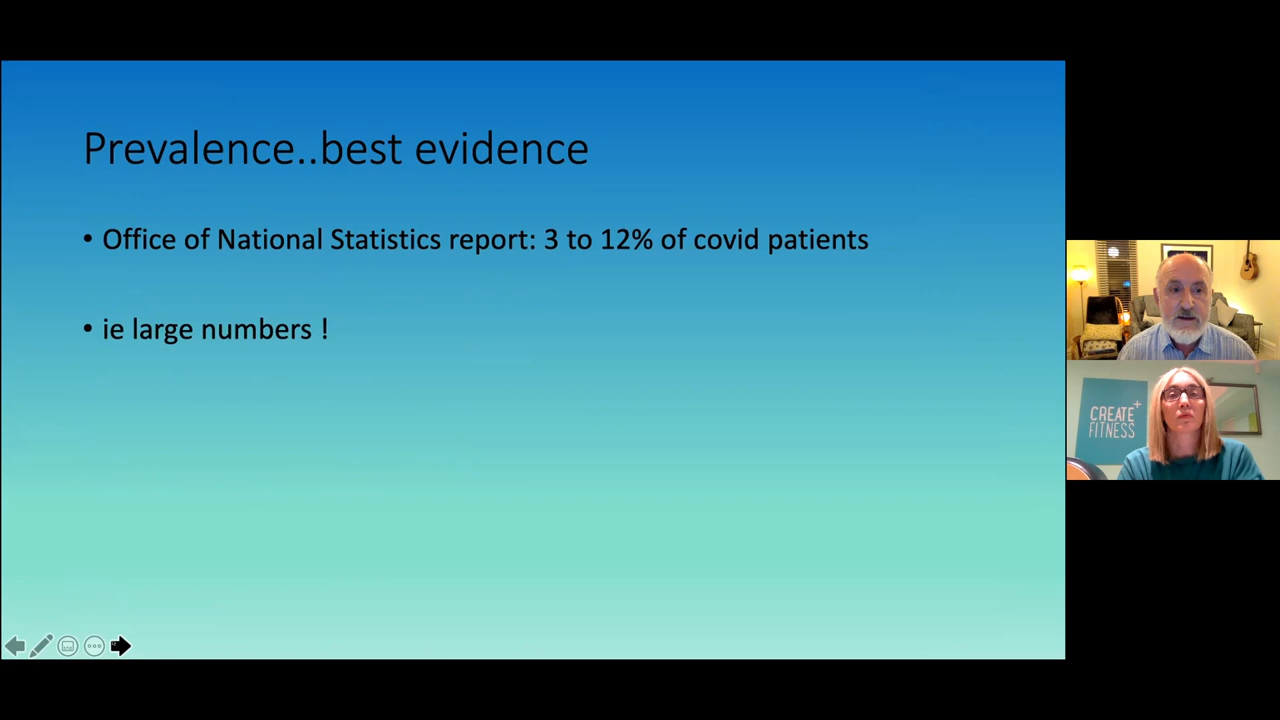 Prevalence..best evidence
• Office of National Statistics report: 3 to 12% of covid patients
• ie large numbers !
CREATE+
FITNESS